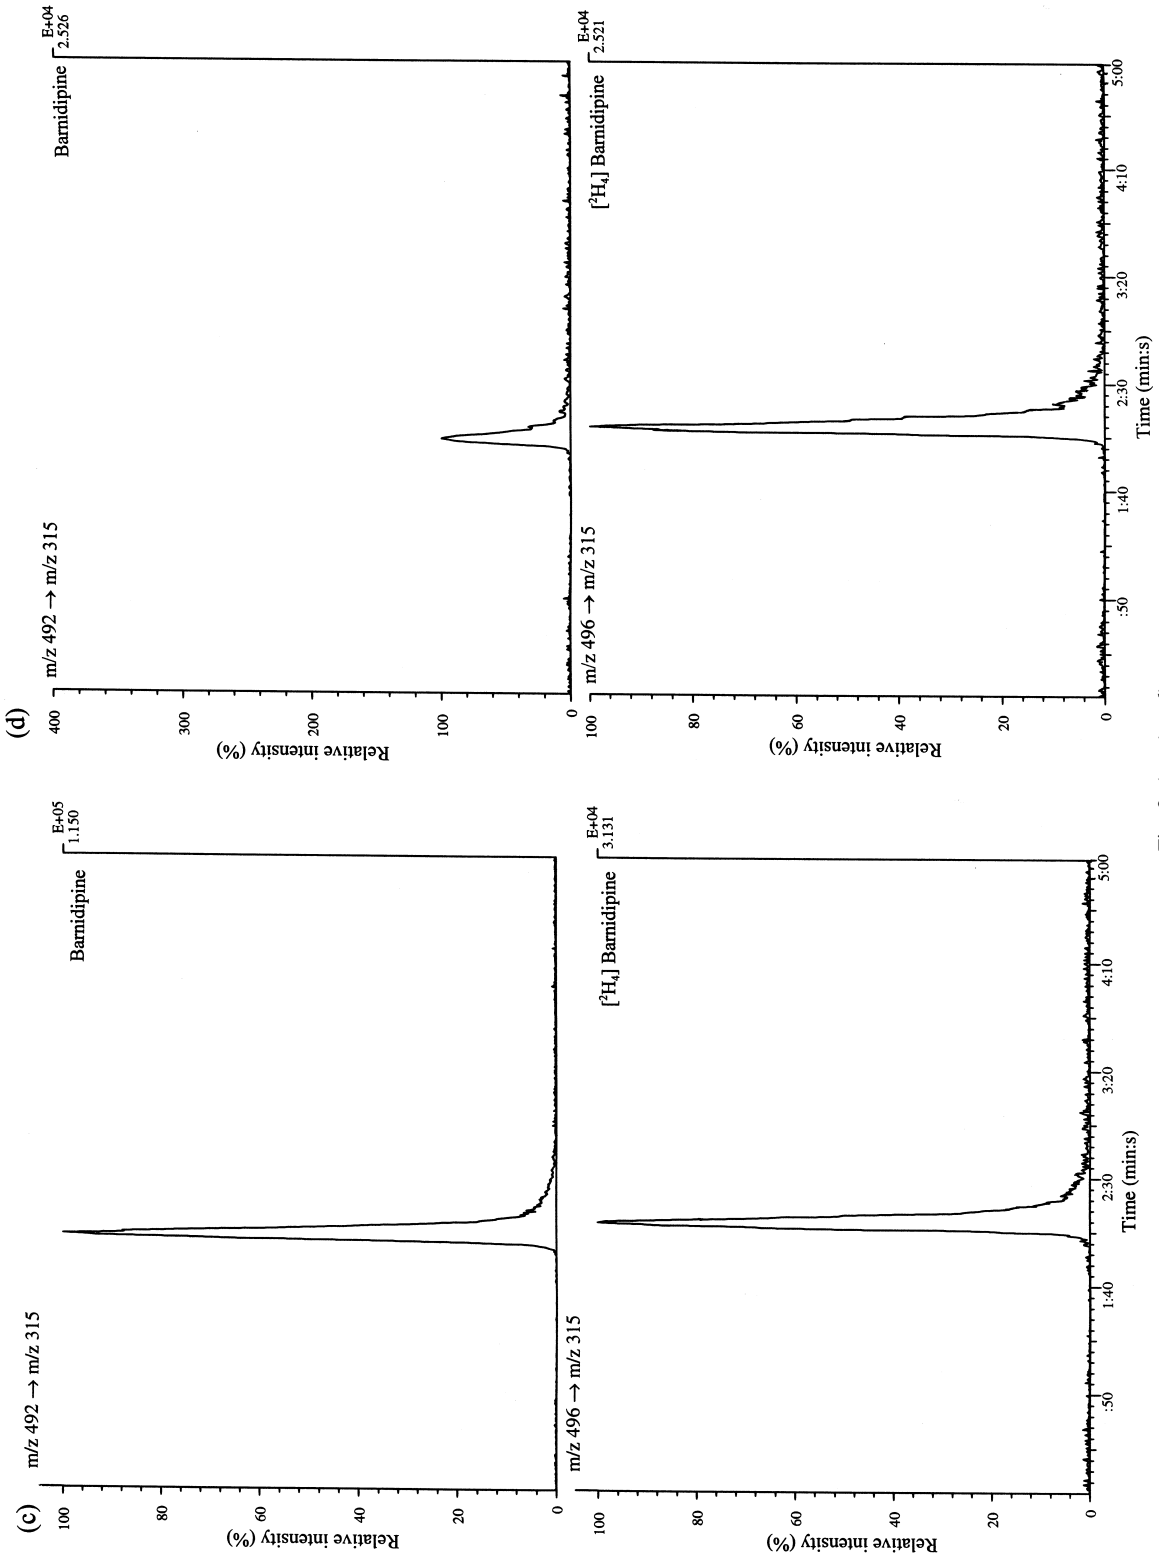 (c)
m/z 492 → m/z 315
Barnidipine
E+05
1.150
100
80
60
40
20
0
Relative intensity (%)
m/z 496 → m/z 315
[²H₄] Barnidipine
E+04
3.131
100
80
60
40
20
0
Relative intensity (%)
:50
1:40
2:30
3:20
4:10
5:00
Time (min:s)
(d)
m/z 492 → m/z 315
Barnidipine
E+04
2.526
400
300
200
100
0
Relative intensity (%)
m/z 496 → m/z 315
[²H₄] Barnidipine
E+04
2.521
100
80
60
40
20
0
Relative intensity (%)
:50
1:40
2:30
3:20
4:10
5:00
Time (min:s)